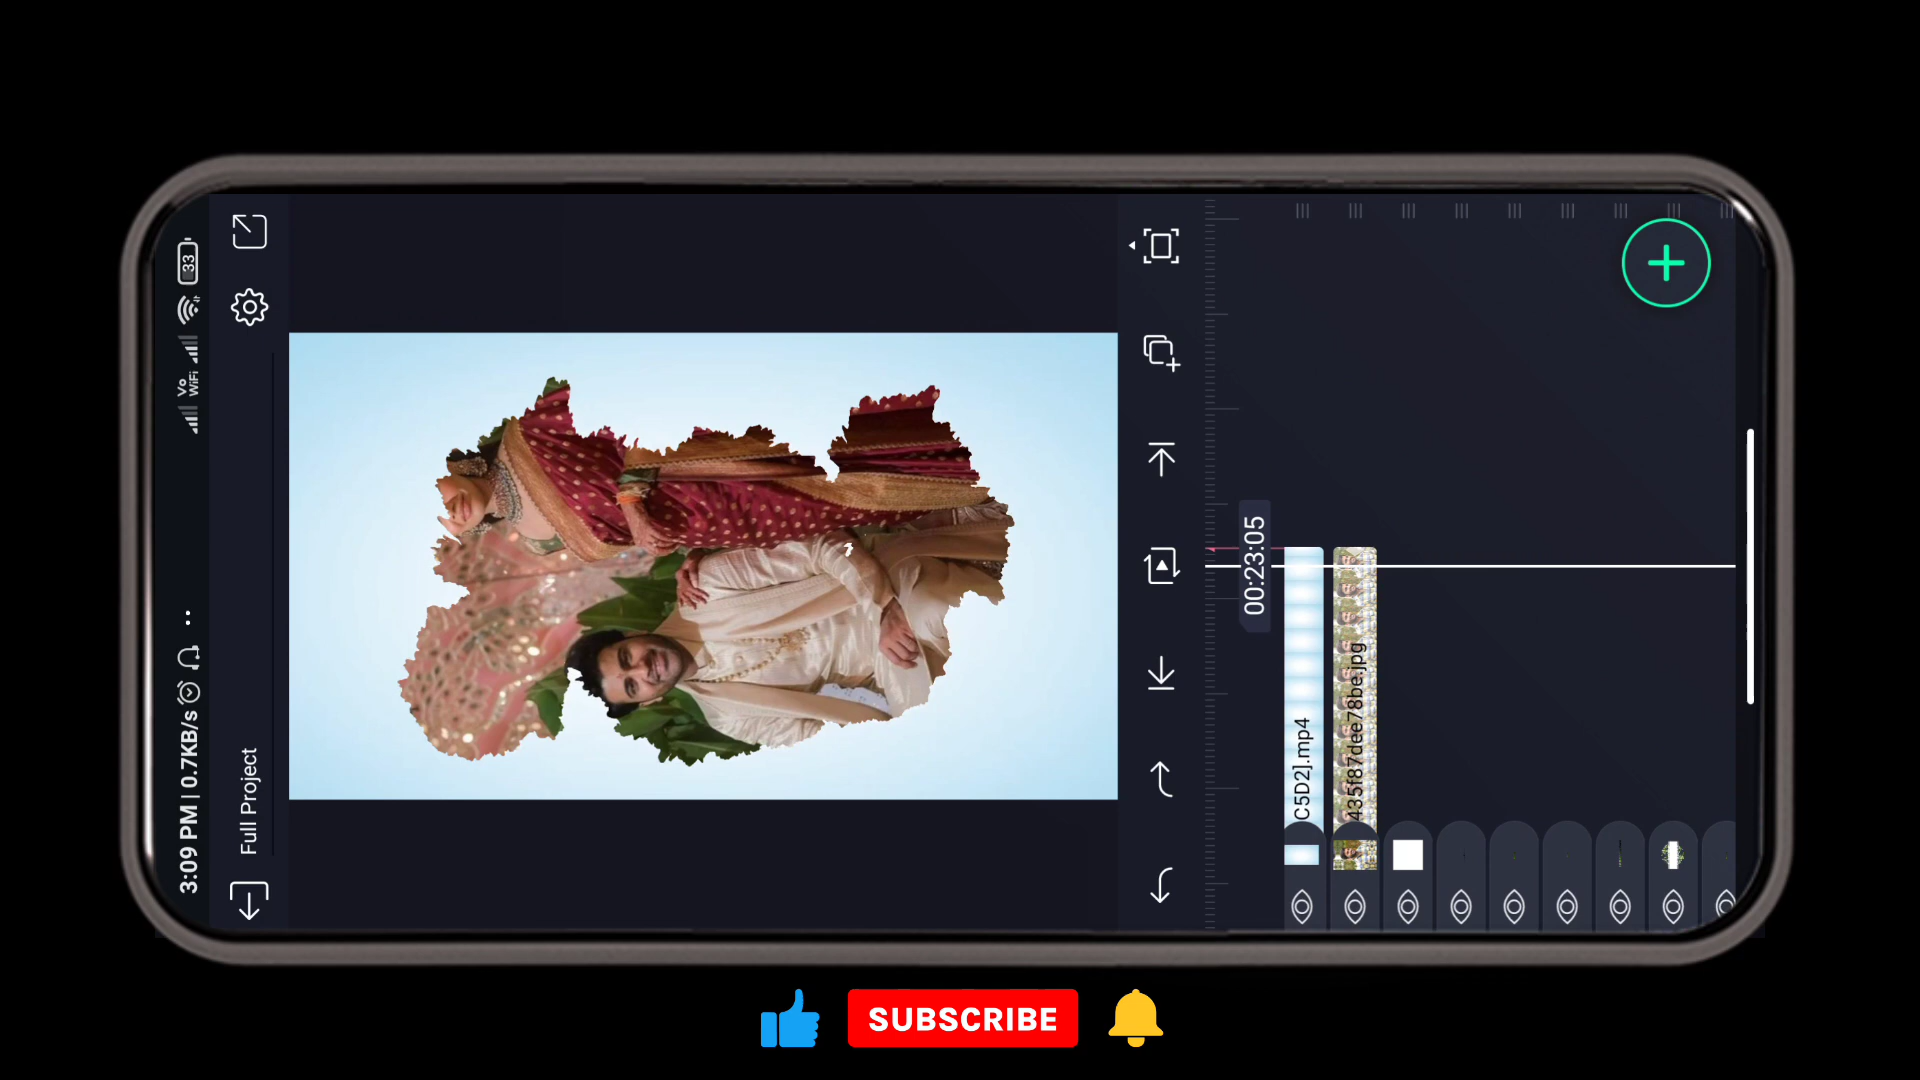 3:09 PM | 0.7KB/s
Vo
WiFi
33
Full Project
00:23:05
C5D2].mp4
435f87dee78be.jpg
SUBSCRIBE